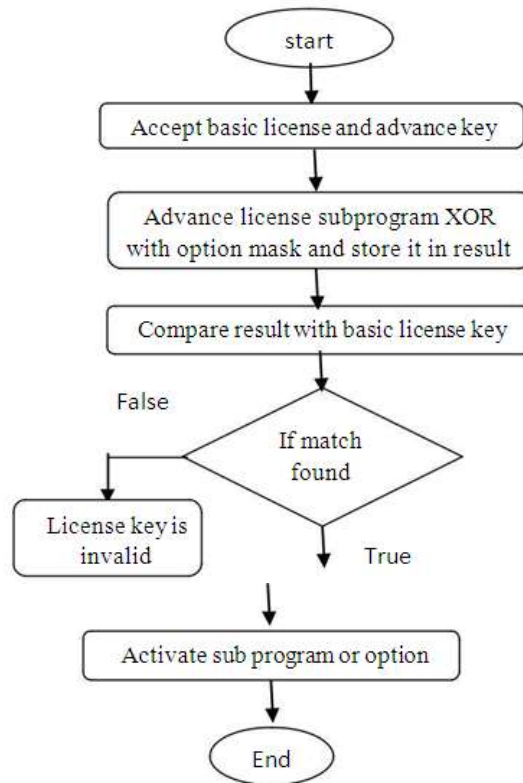 start
Accept basic license and advance key
Advance license subprogram XOR
with option mask and store it in result
Compare result with basic license key
False
If match
found
License key is
invalid
True
Activate sub program or option
End